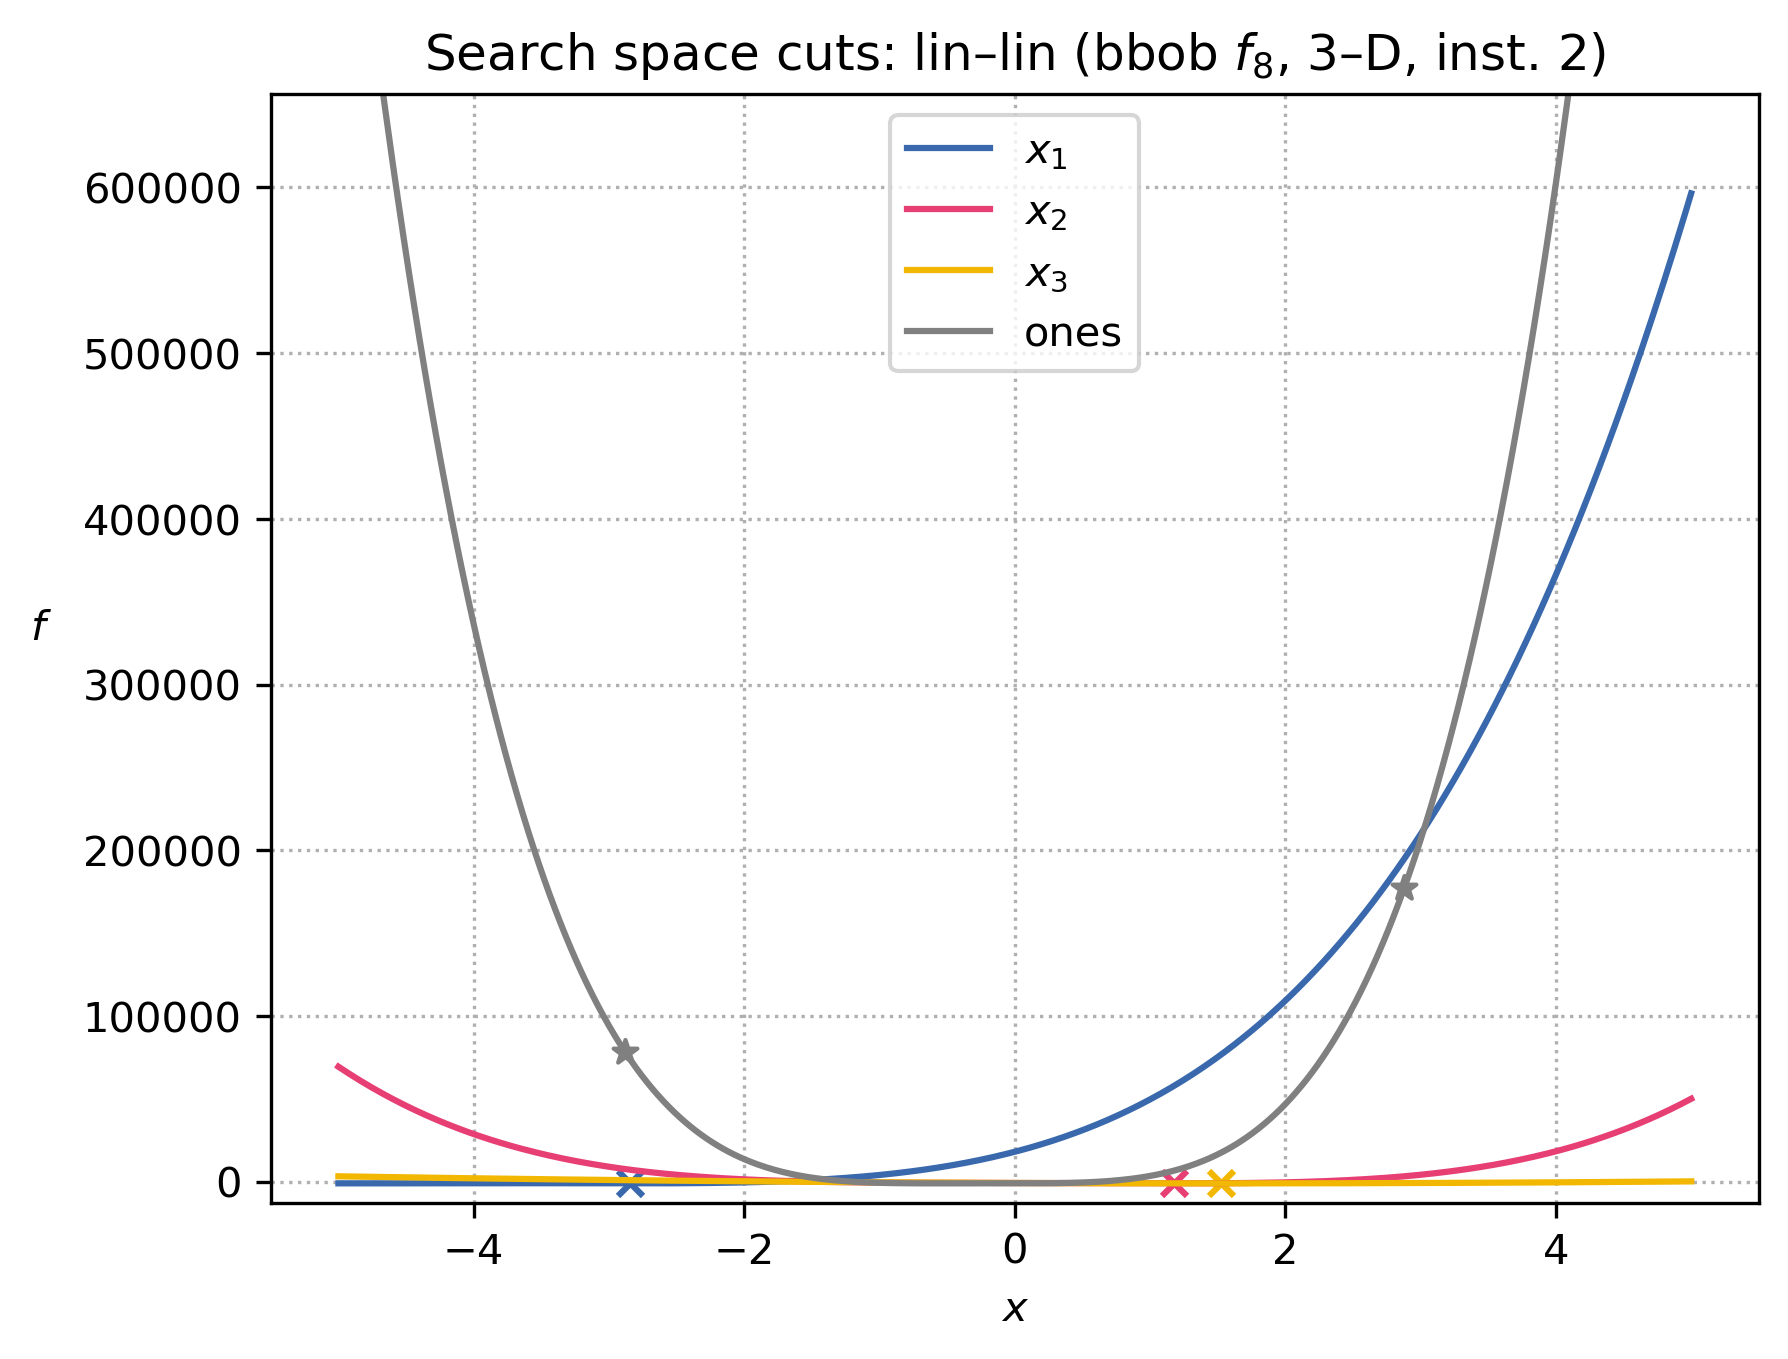 Search space cuts: lin–lin (bbob f₈, 3–D, inst. 2)
x₁
x₂
x₃
ones
600000
500000
400000
300000
200000
100000
0
f
−4
−2
0
2
4
x